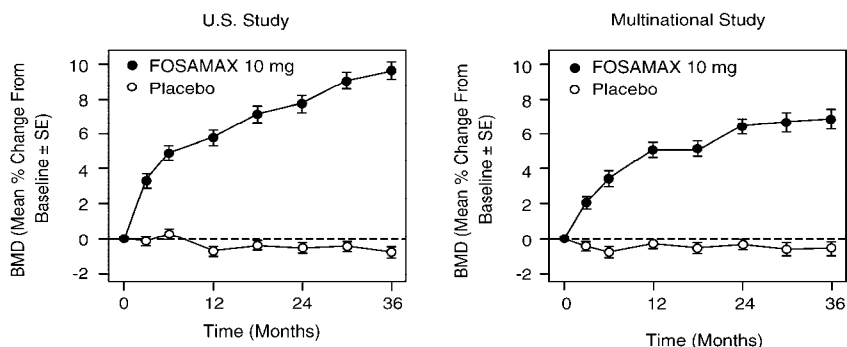 U.S. Study
BMD (Mean % Change From
Baseline ± SE)
10
8
6
4
2
0
-2
FOSAMAX 10 mg
Placebo
0
12
24
36
Time (Months)
Multinational Study
BMD (Mean % Change From
Baseline ± SE)
10
8
6
4
2
0
-2
FOSAMAX 10 mg
Placebo
0
12
24
36
Time (Months)